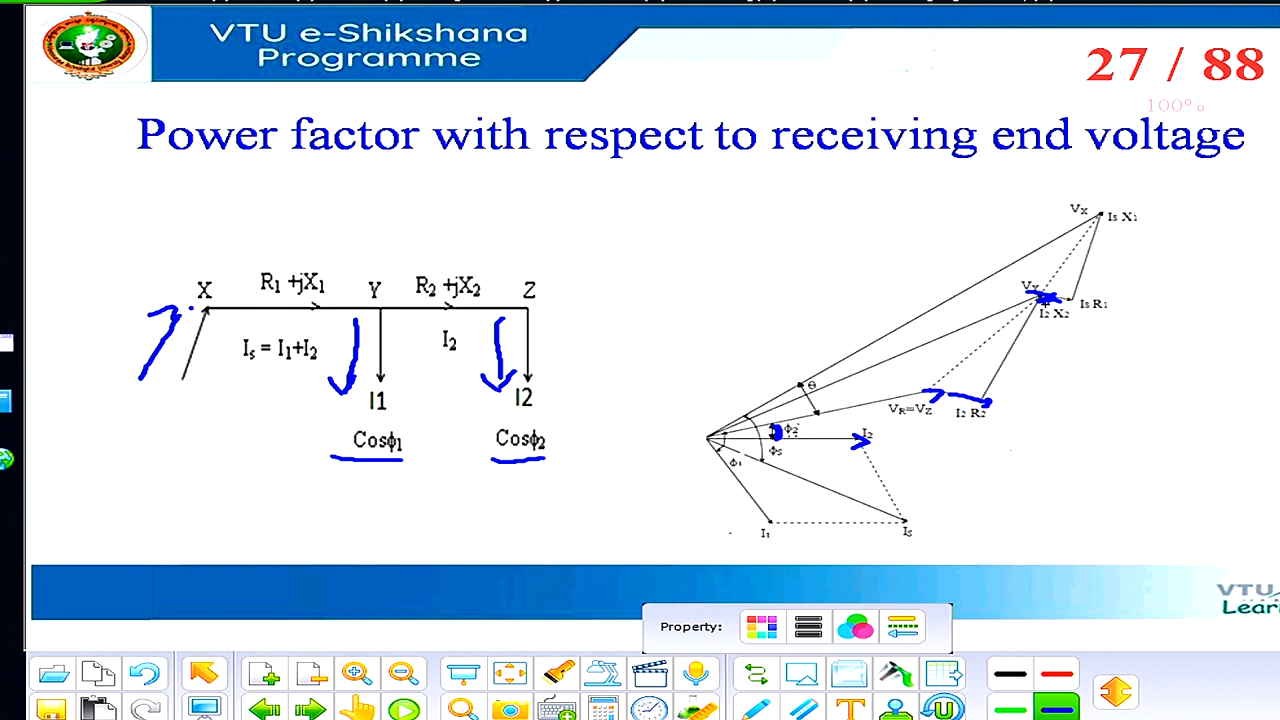 VTU e-Shikshana
Programme
27 / 88
100%
Power factor with respect to receiving end voltage
X
R₁ +jX₁
Y
R₂ +jX₂
Z
Iₛ = I₁+I₂
I₂
I1
I2
Cosϕ₁
Cosϕ₂
Vx
Is X1
Is R1
I2 X2
θ
VR=VZ
I2 R2
ϕ2
I2
ϕs
ϕ1
I1
Is
VTU
Learni
Property: